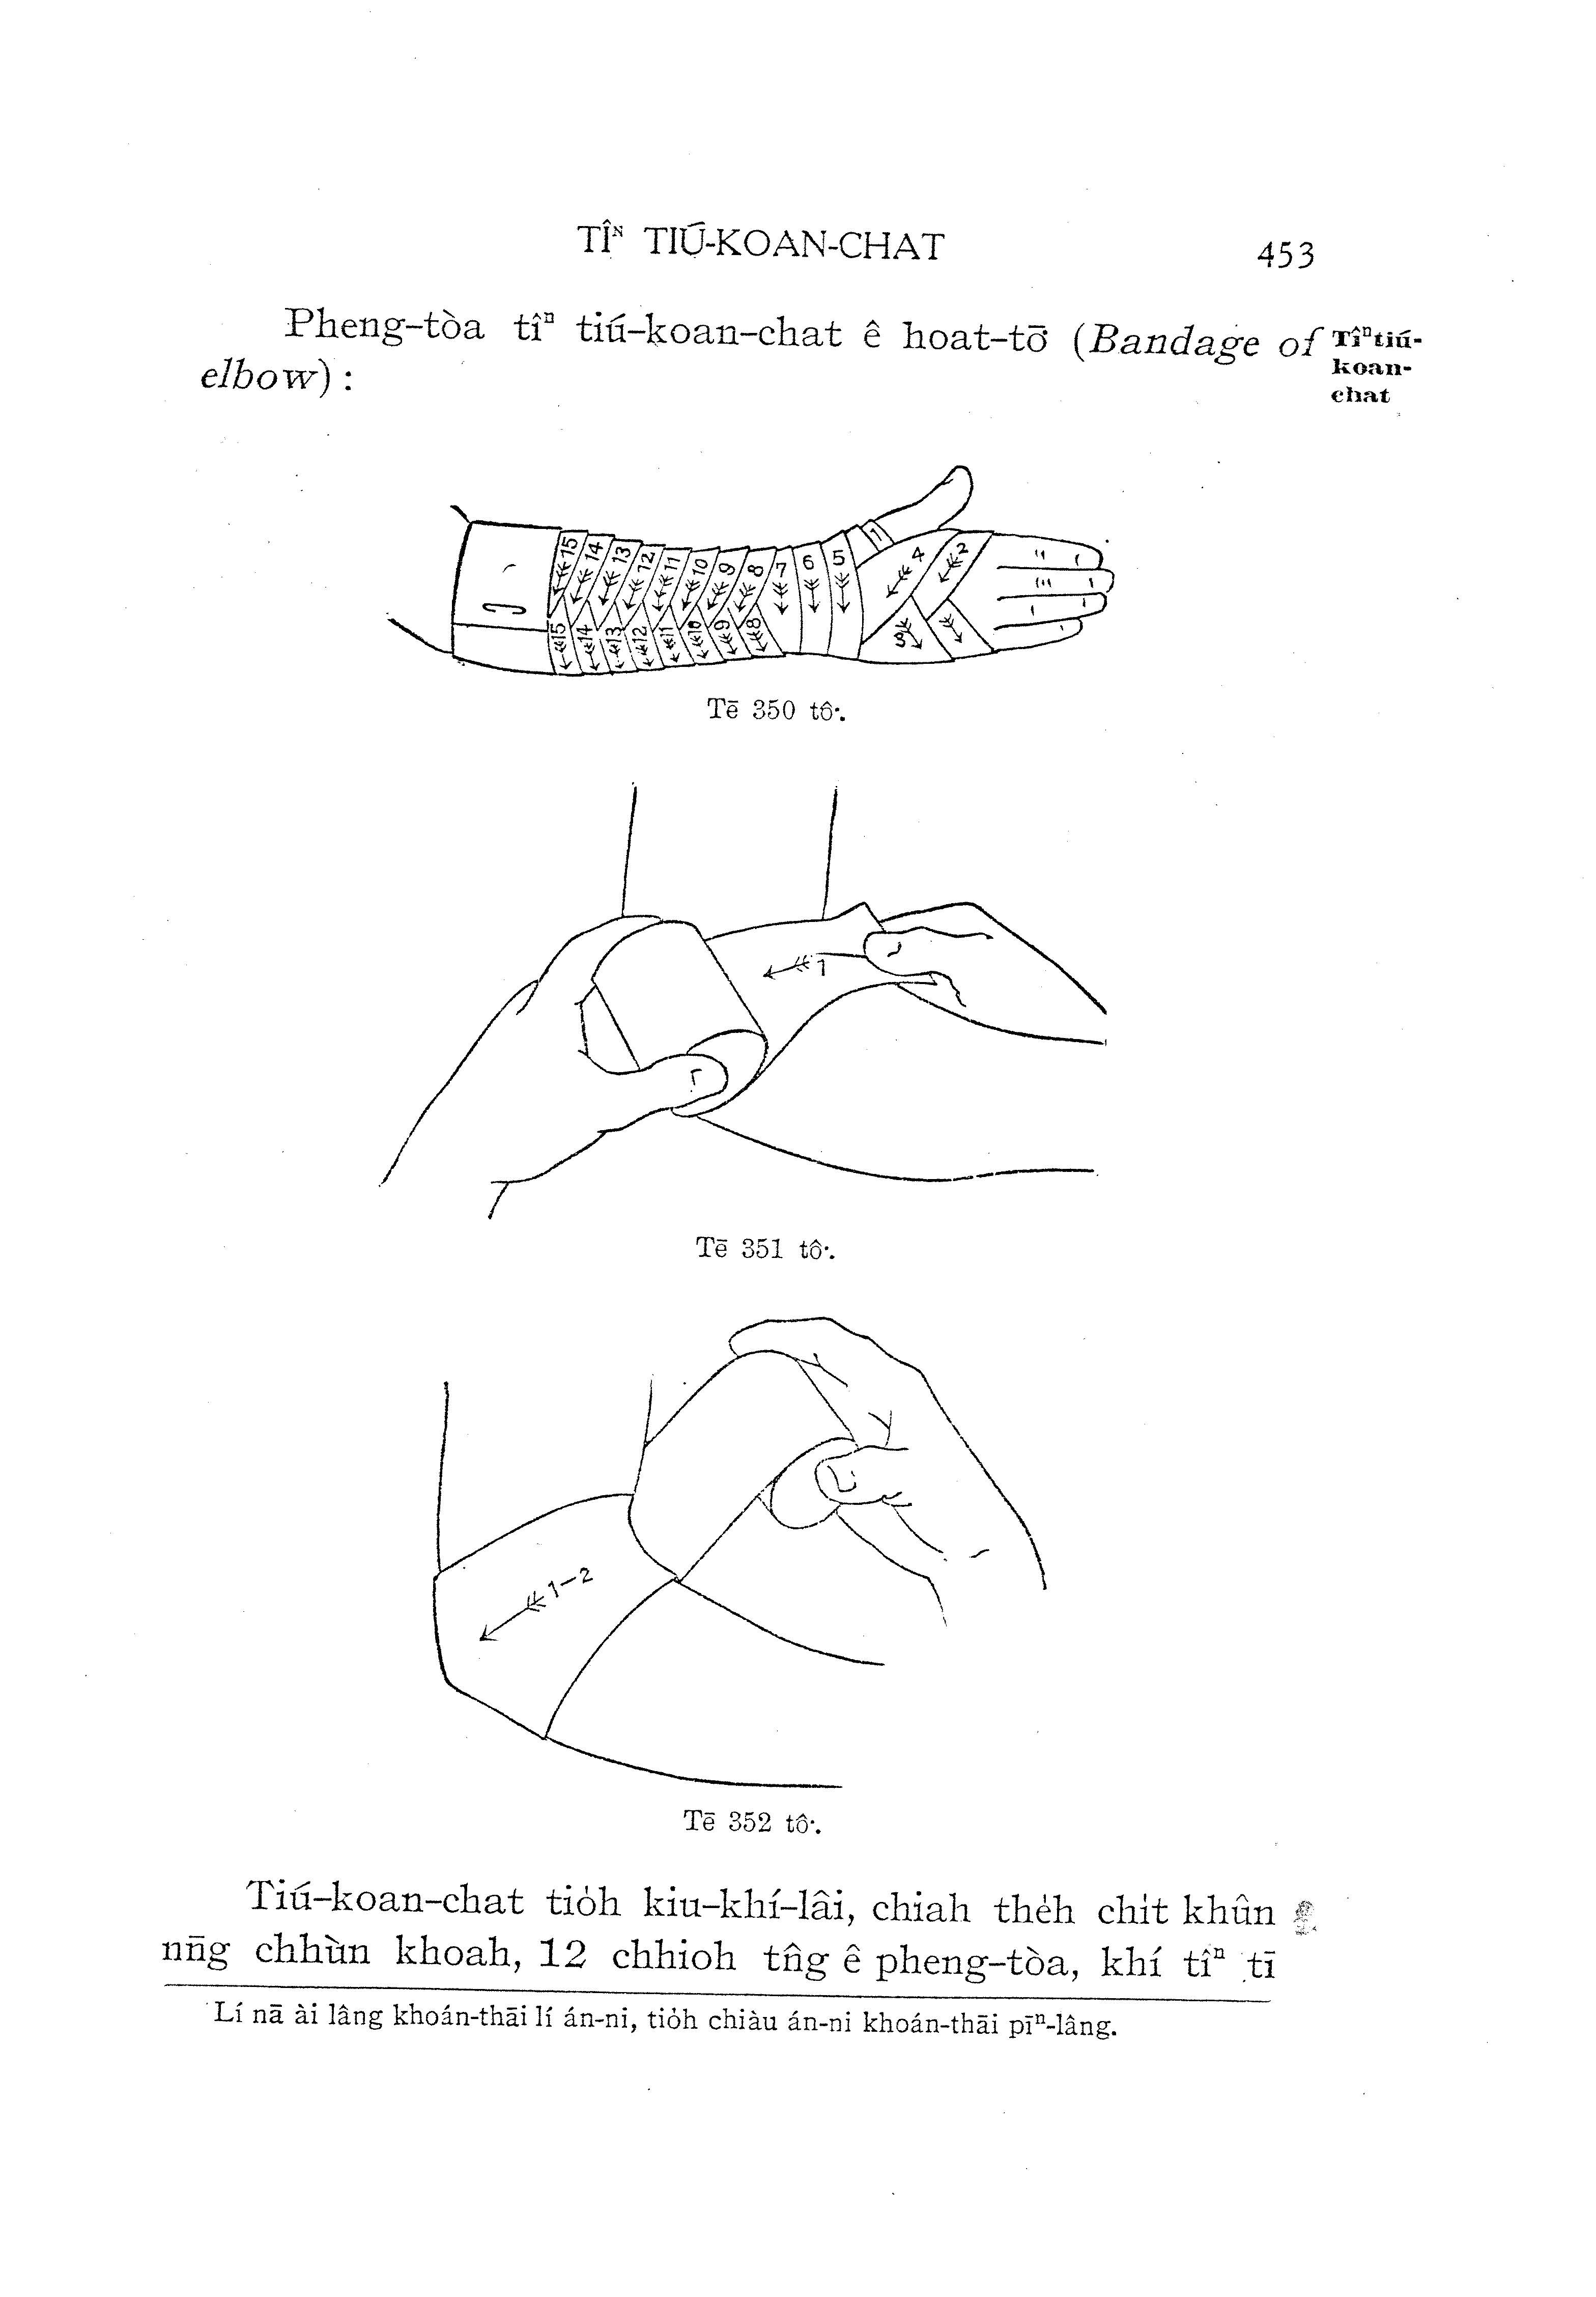 TÎᴺ TIÚ-KOAN-CHAT
453
Pheng-tòa tîⁿ tiú-koan-chat ê hoat-tō͘ (Bandage of
elbow) :
Tîⁿtiú-
koan-
chat
15 14 13 12 11 10 9 8 7 6 5 4 2 1
15 14 13 12 11 10 9 8 3
Tē 350 tô͘.
1
Tē 351 tô͘.
1-2
Tē 352 tô͘.
Tiú-koan-chat tio̍h kiu-khí-lâi, chiah the̍h chi̍t khûn
nn̄g chhùn khoah, 12 chhioh tn̂g ê pheng-tòa, khí tîⁿ tī
Lí nā ài lâng khoán-thāi lí án-ni, tio̍h chiàu án-ni khoán-thāi pīⁿ-lâng.